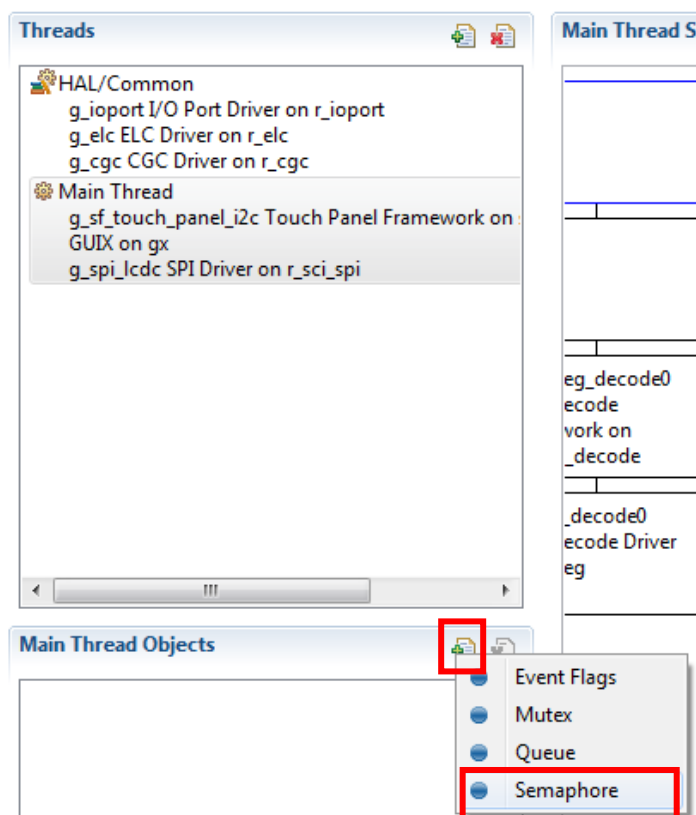 Threads
Main Thread S
HAL/Common
g_ioport I/O Port Driver on r_ioport
g_elc ELC Driver on r_elc
g_cgc CGC Driver on r_cgc
Main Thread
g_sf_touch_panel_i2c Touch Panel Framework on
GUIX on gx
g_spi_lcdc SPI Driver on r_sci_spi
eg_decode0
ecode
vork on
_decode
_decode0
ecode Driver
eg
Main Thread Objects
Event Flags
Mutex
Queue
Semaphore